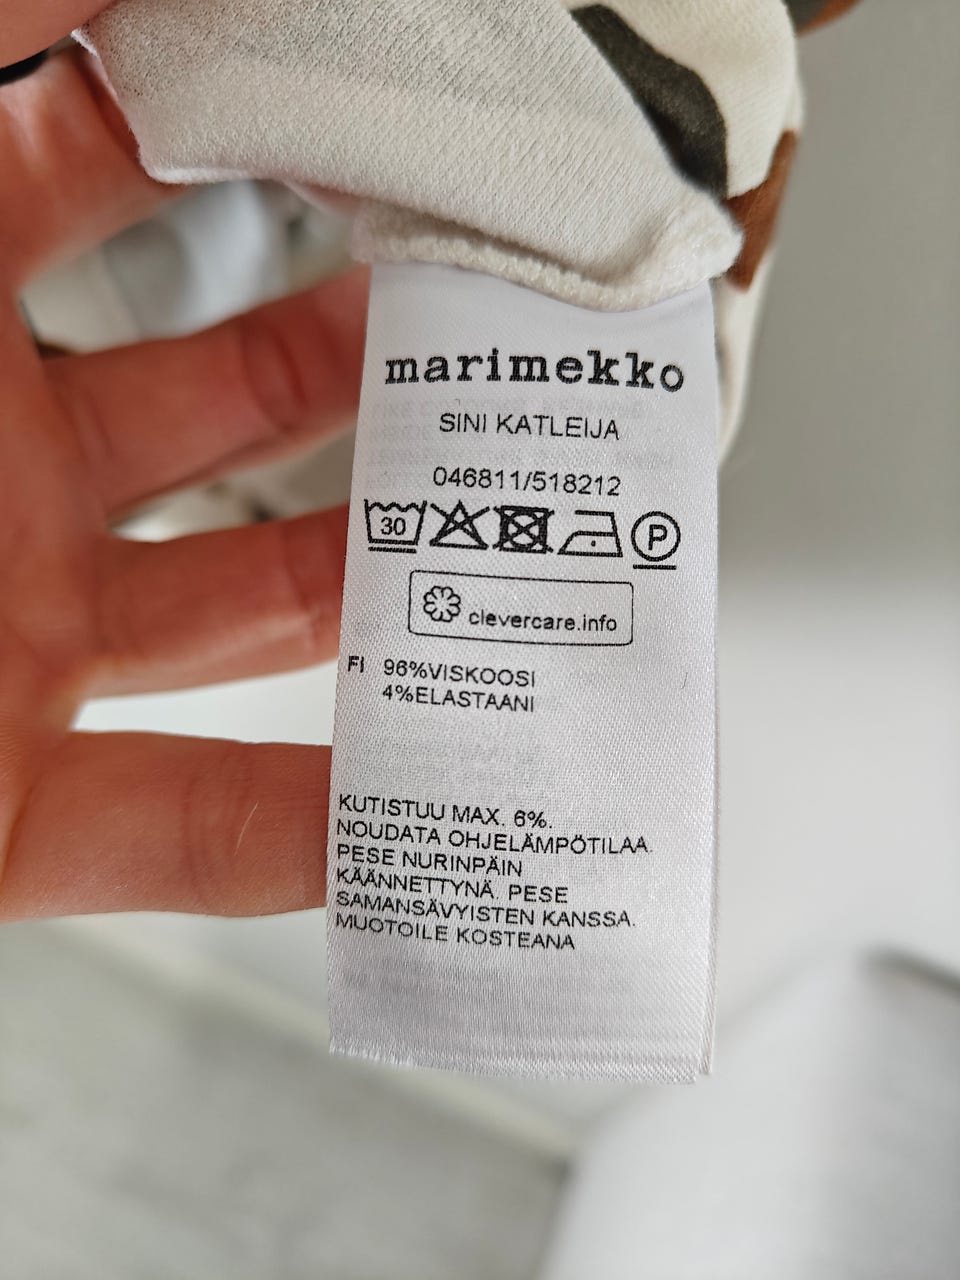 marimekko
SINI KATLEIJA
046811/518212
30
P
clevercare.info
FI 96%VISKOOSI
4%ELASTAANI
KUTISTUU MAX. 6%.
NOUDATA OHJELÄMPÖTILAA.
PESE NURINPÄIN
KÄÄNNETTYNÄ. PESE
SAMANSÄVYISTEN KANSSA.
MUOTOILE KOSTEANA